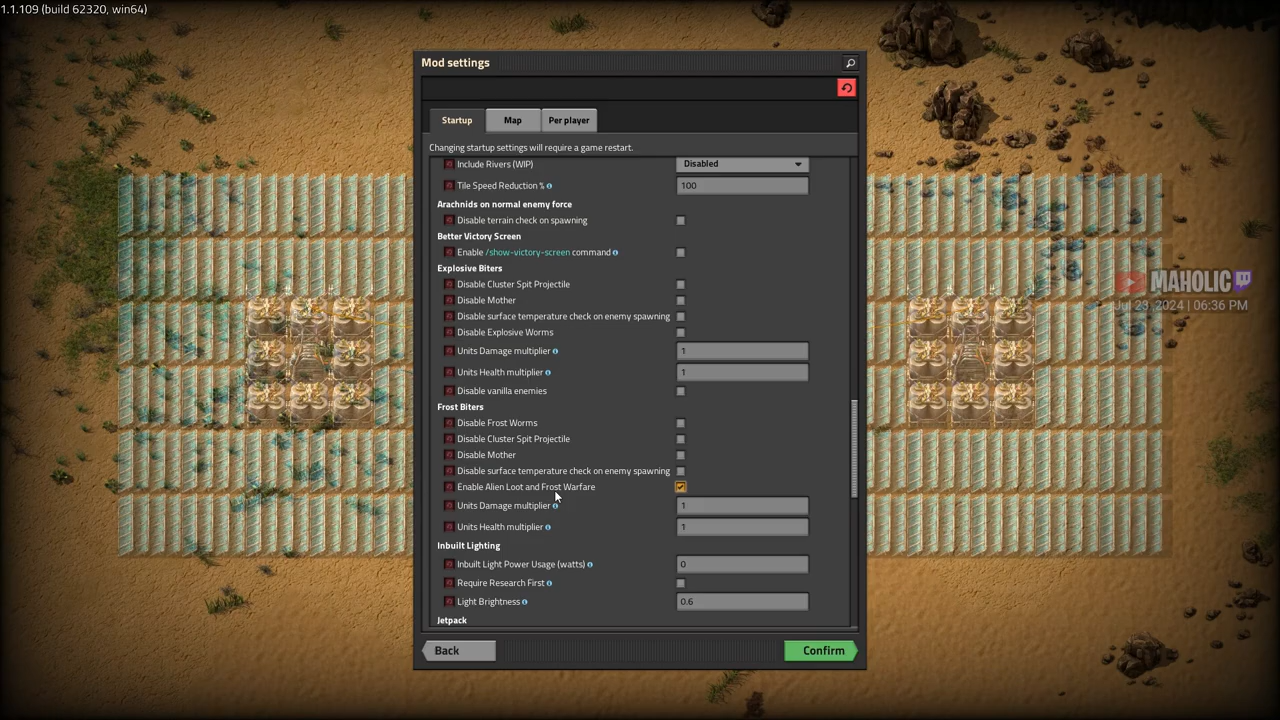 1.1.109 (build 62320, win64)
Mod settings
Startup Map Per player
Changing startup settings will require a game restart.
Include Rivers (WIP) Disabled
Tile Speed Reduction % 100
Arachnids on normal enemy force
Disable terrain check on spawning
Better Victory Screen
Enable /show-victory-screen command
Explosive Biters
Disable Cluster Spit Projectile
Disable Mother
Disable surface temperature check on enemy spawning
Disable Explosive Worms
Units Damage multiplier 1
Units Health multiplier 1
Disable vanilla enemies
Frost Biters
Disable Frost Worms
Disable Cluster Spit Projectile
Disable Mother
Disable surface temperature check on enemy spawning
Enable Alien Loot and Frost Warfare
Units Damage multiplier 1
Units Health multiplier 1
Inbuilt Lighting
Inbuilt Light Power Usage (watts) 0
Require Research First
Light Brightness 0.6
Jetpack
Back Confirm
MAHOLIC
Jul 23, 2024 | 06:36 PM